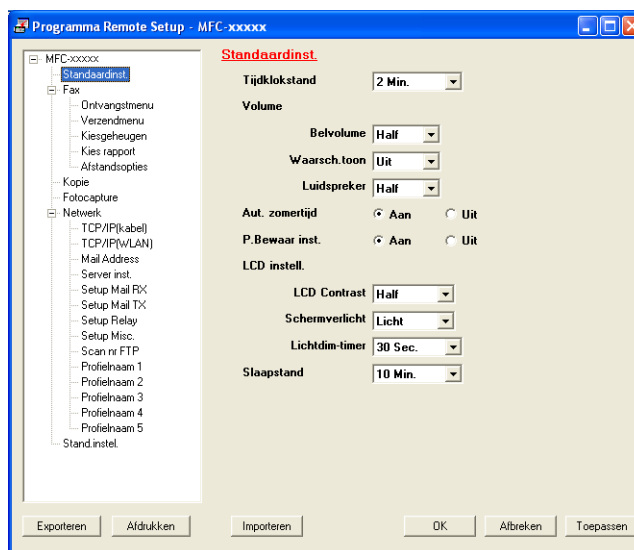 Programma Remote Setup - MFC-xxxxx
MFC-xxxxx
Standaardinst.
Fax
Ontvangstmenu
Verzendmenu
Kiesgeheugen
Kies rapport
Afstandsopties
Kopie
Fotocapture
Netwerk
TCP/IP(kabel)
TCP/IP(WLAN)
Mail Address
Server inst.
Setup Mail RX
Setup Mail TX
Setup Relay
Setup Misc.
Scan nr FTP
Profielnaam 1
Profielnaam 2
Profielnaam 3
Profielnaam 4
Profielnaam 5
Stand.instel.
Standaardinst.
Tijdklokstand 2 Min.
Volume
Belvolume Half
Waarsch.toon Uit
Luidspreker Half
Aut. zomertijd Aan Uit
P.Bewaar inst. Aan Uit
LCD instell.
LCD Contrast Half
Schermverlicht Licht
Lichtdim-timer 30 Sec.
Slaapstand 10 Min.
Exporteren Afdrukken Importeren OK Afbreken Toepassen